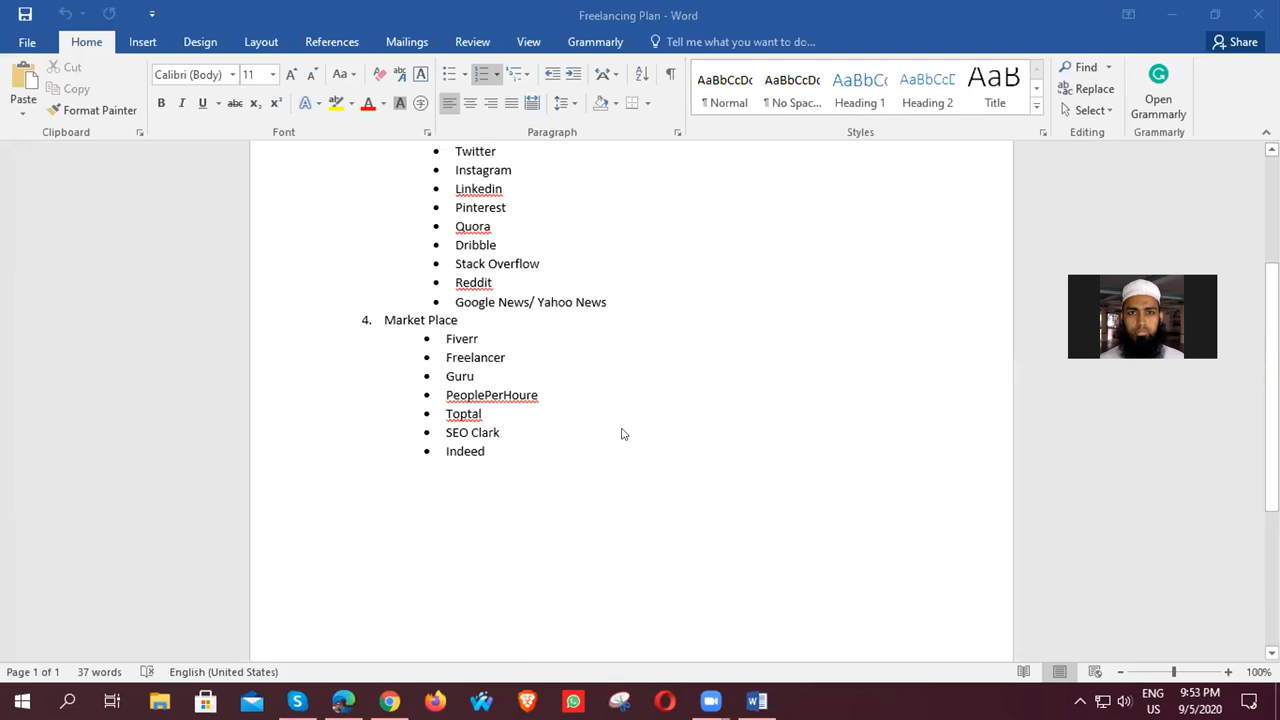 Freelancing Plan - Word
File Home Insert Design Layout References Mailings Review View Grammarly Tell me what you want to do... Share
Paste
Cut
Copy
Format Painter
Clipboard
Calibri (Body) 11
Font
Paragraph
AaBbCcDc AaBbCcDc AaBbCc AaBbCcD AaB
¶ Normal ¶ No Spac... Heading 1 Heading 2 Title
Styles
Find
Replace
Select
Editing
Open
Grammarly
Grammarly
• Twitter
• Instagram
• Linkedin
• Pinterest
• Quora
• Dribble
• Stack Overflow
• Reddit
• Google News/ Yahoo News
4. Market Place
• Fiverr
• Freelancer
• Guru
• PeoplePerHoure
• Toptal
• SEO Clark
• Indeed
Page 1 of 1 37 words English (United States) 100%
ENG
US
9:53 PM
9/5/2020